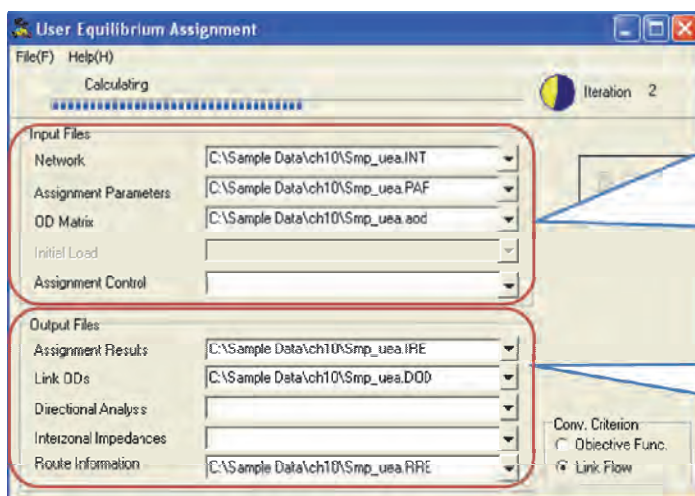 User Equilibrium Assignment
File(F) Help(H)
Calculating
Iteration 2
Input Files
Network C:\Sample Data\ch10\Smp_uea.INT
Assignment Parameters C:\Sample Data\ch10\Smp_uea.PAF
OD Matrix C:\Sample Data\ch10\Smp_uea.aod
Initial Load
Assignment Control
Output Files
Assignment Results C:\Sample Data\ch10\Smp_uea.IRE
Link ODs C:\Sample Data\ch10\Smp_uea.DOD
Directional Analysis
Interzonal Impedances
Route Information C:\Sample Data\ch10\Smp_uea.RRE
Conv. Criterion
Objective Func.
Link Flow